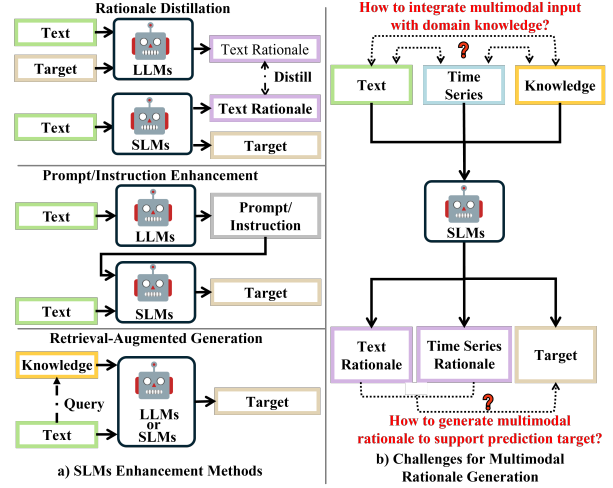 Rationale Distillation
Text
Target
LLMs
Text Rationale
Distill
Text
SLMs
Text Rationale
Target
Prompt/Instruction Enhancement
Text
LLMs
Prompt/
Instruction
Text
SLMs
Target
Retrieval-Augmented Generation
Knowledge
Query
Text
LLMs
or
SLMs
Target
a) SLMs Enhancement Methods
How to integrate multimodal input
with domain knowledge?
?
Text
Time
Series
Knowledge
SLMs
Text
Rationale
Time Series
Rationale
Target
?
How to generate multimodal
rationale to support prediction target?
b) Challenges for Multimodal
Rationale Generation